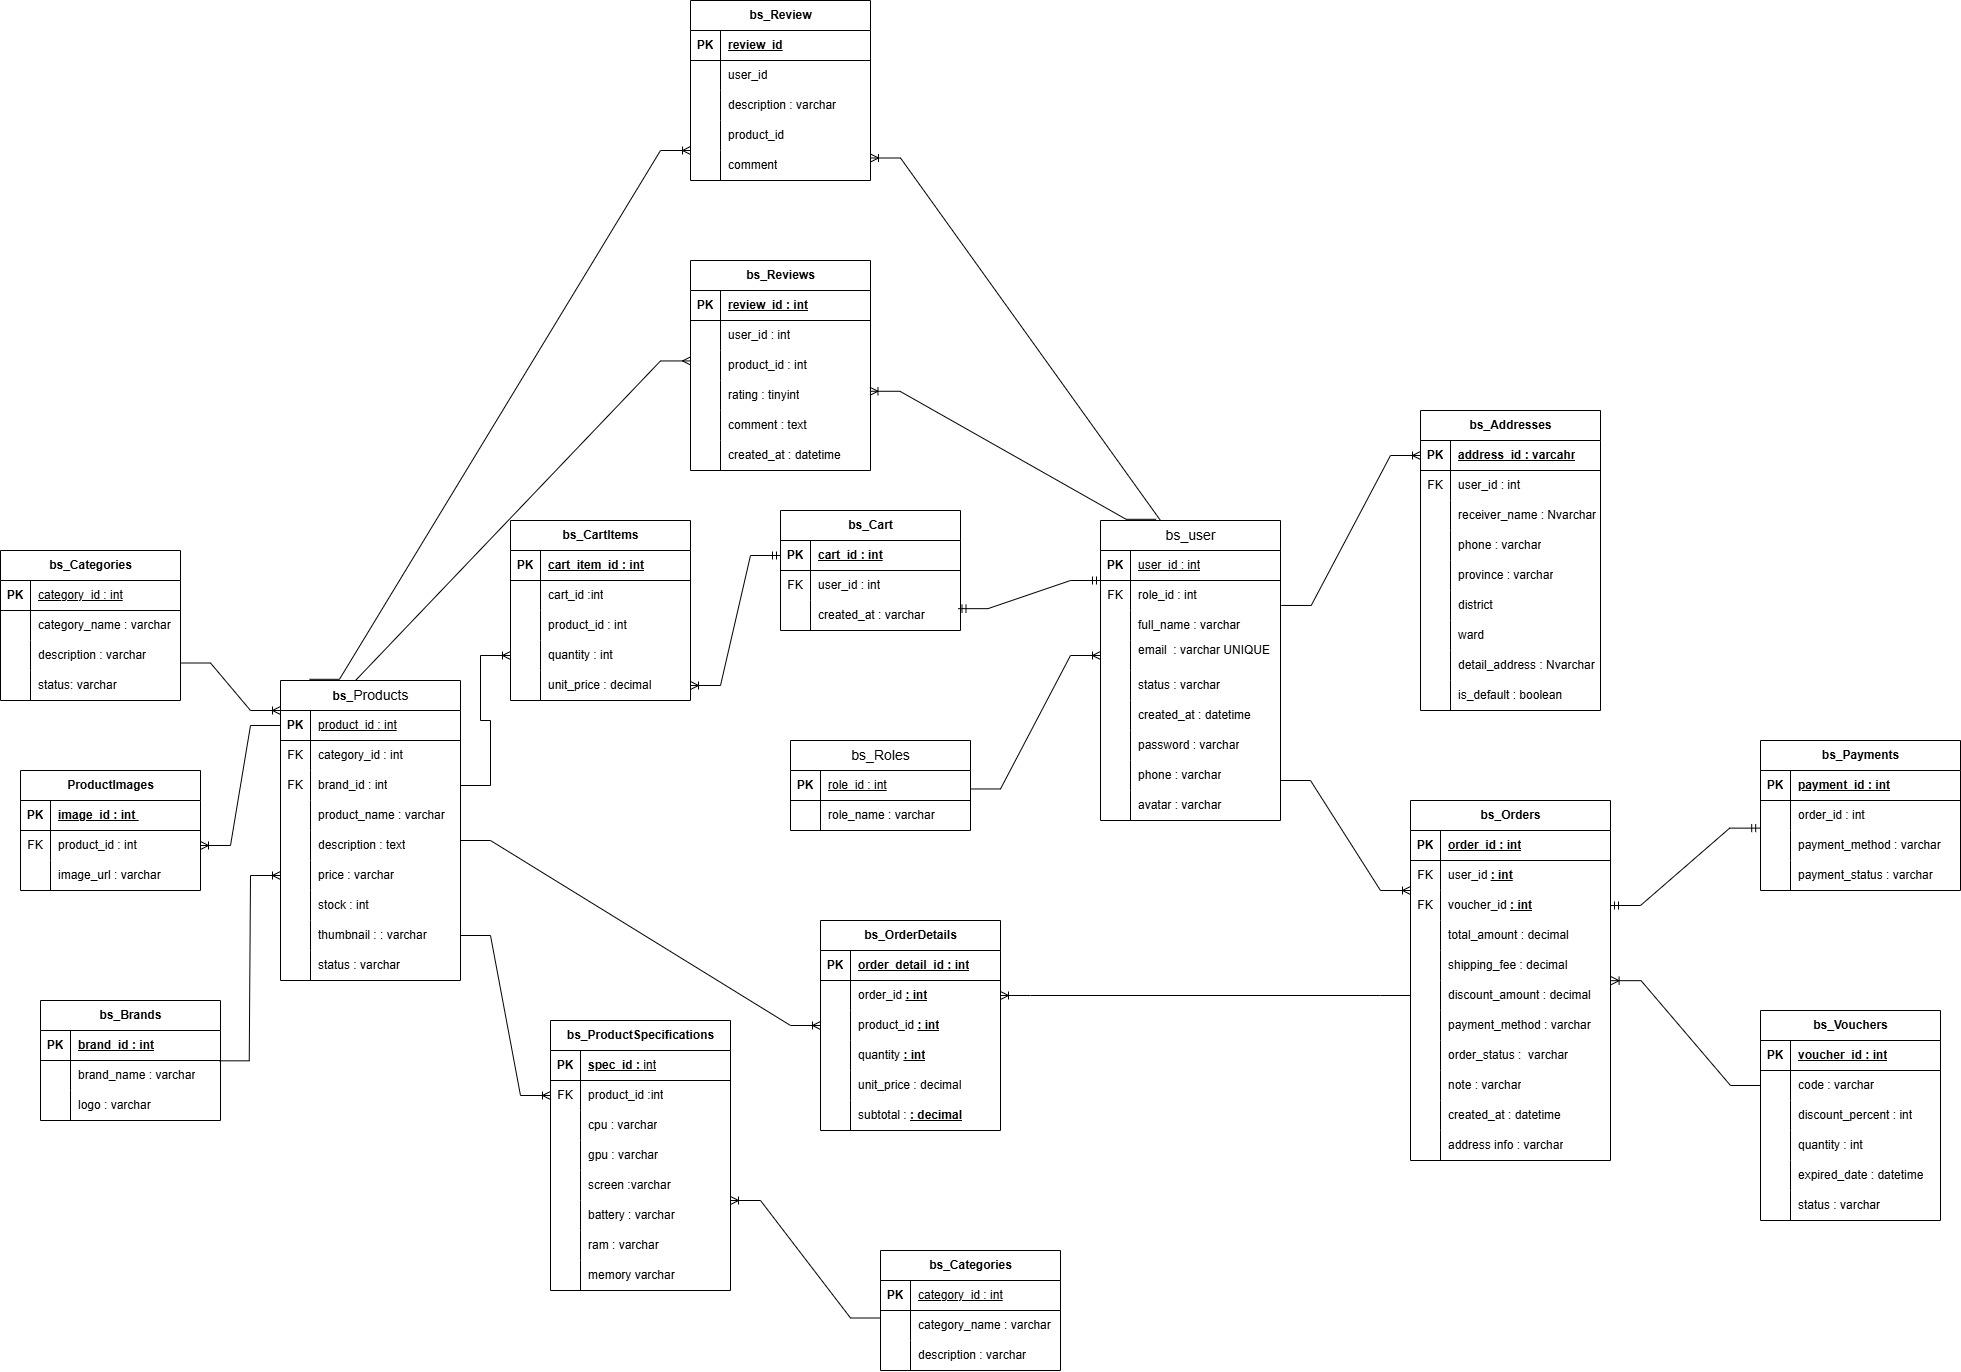 bs_Review
PK review_id
user_id
description : varchar
product_id
comment
bs_Reviews
PK review_id : int
user_id : int
product_id : int
rating : tinyint
comment : text
created_at : datetime
bs_Addresses
PK address_id : varcahr
FK user_id : int
receiver_name : Nvarchar
phone : varchar
province : varchar
district
ward
detail_address : Nvarchar
is_default : boolean
bs_CartItems
PK cart_item_id : int
cart_id :int
product_id : int
quantity : int
unit_price : decimal
bs_Cart
PK cart_id : int
FK user_id : int
created_at : varchar
bs_user
PK user_id : int
FK role_id : int
full_name : varchar
email : varchar UNIQUE
status : varchar
created_at : datetime
password : varchar
phone : varchar
avatar : varchar
bs_Categories
PK category_id : int
category_name : varchar
description : varchar
status: varchar
bs_Products
PK product_id : int
FK category_id : int
FK brand_id : int
product_name : varchar
description : text
price : varchar
stock : int
thumbnail : : varchar
status : varchar
bs_Roles
PK role_id : int
role_name : varchar
ProductImages
PK image_id : int
FK product_id : int
image_url : varchar
bs_Payments
PK payment_id : int
order_id : int
payment_method : varchar
payment_status : varchar
bs_Orders
PK order_id : int
FK user_id : int
FK voucher_id : int
total_amount : decimal
shipping_fee : decimal
discount_amount : decimal
payment_method : varchar
order_status : varchar
note : varchar
created_at : datetime
address info : varchar
bs_OrderDetails
PK order_detail_id : int
order_id : int
product_id : int
quantity : int
unit_price : decimal
subtotal : : decimal
bs_Brands
PK brand_id : int
brand_name : varchar
logo : varchar
bs_ProductSpecifications
PK spec_id : int
FK product_id :int
cpu : varchar
gpu : varchar
screen :varchar
battery : varchar
ram : varchar
memory varchar
bs_Vouchers
PK voucher_id : int
code : varchar
discount_percent : int
quantity : int
expired_date : datetime
status : varchar
bs_Categories
PK category_id : int
category_name : varchar
description : varchar